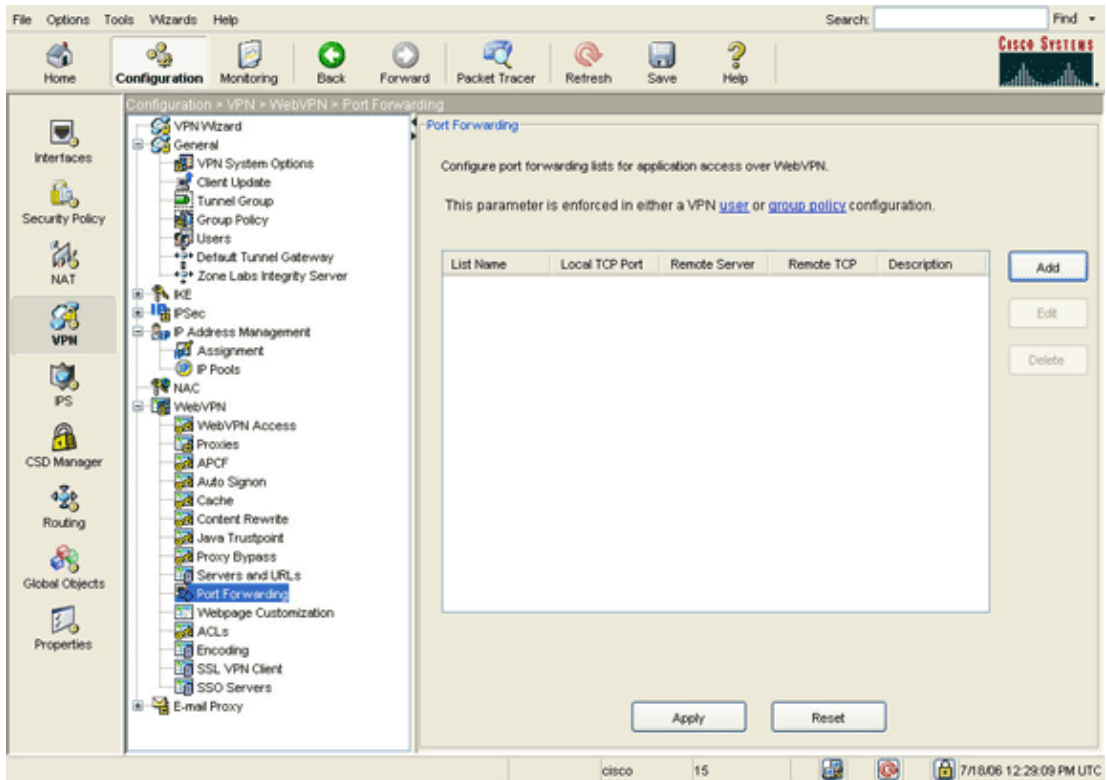 File Options Tools Wizards Help Search: Find
Home Configuration Monitoring Back Forward Packet Tracer Refresh Save Help
CISCO SYSTEMS
Configuration > VPN > WebVPN > Port Forwarding
Interfaces
Security Policy
NAT
VPN
IPS
CSD Manager
Routing
Global Objects
Properties
VPN Wizard
General
VPN System Options
Client Update
Tunnel Group
Group Policy
Users
Default Tunnel Gateway
Zone Labs Integrity Server
IKE
IPSec
IP Address Management
Assignment
IP Pools
NAC
WebVPN
WebVPN Access
Proxies
APCF
Auto Signon
Cache
Content Rewrite
Java Trustpoint
Proxy Bypass
Servers and URLs
Port Forwarding
Webpage Customization
ACLs
Encoding
SSL VPN Client
SSO Servers
E-mail Proxy
Port Forwarding
Configure port forwarding lists for application access over WebVPN.
This parameter is enforced in either a VPN user or group policy configuration.
List Name Local TCP Port Remote Server Remote TCP Description
Add
Edit
Delete
Apply Reset
cisco 15 7/18/06 12:29:09 PM UTC